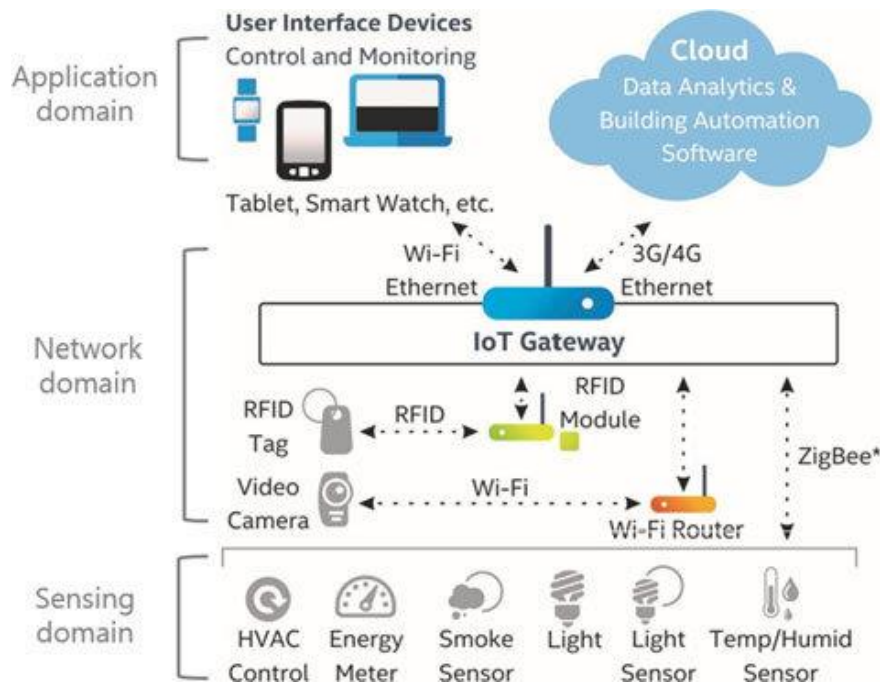 User Interface Devices
Control and Monitoring
Application
domain
Tablet, Smart Watch, etc.
Cloud
Data Analytics &
Building Automation
Software
Wi-Fi
Ethernet
3G/4G
Ethernet
IoT Gateway
Network
domain
RFID
Tag
RFID
RFID
Module
ZigBee*
Video
Camera
Wi-Fi
Wi-Fi Router
Sensing
domain
HVAC
Control
Energy
Meter
Smoke
Sensor
Light
Light
Sensor
Temp/Humid
Sensor